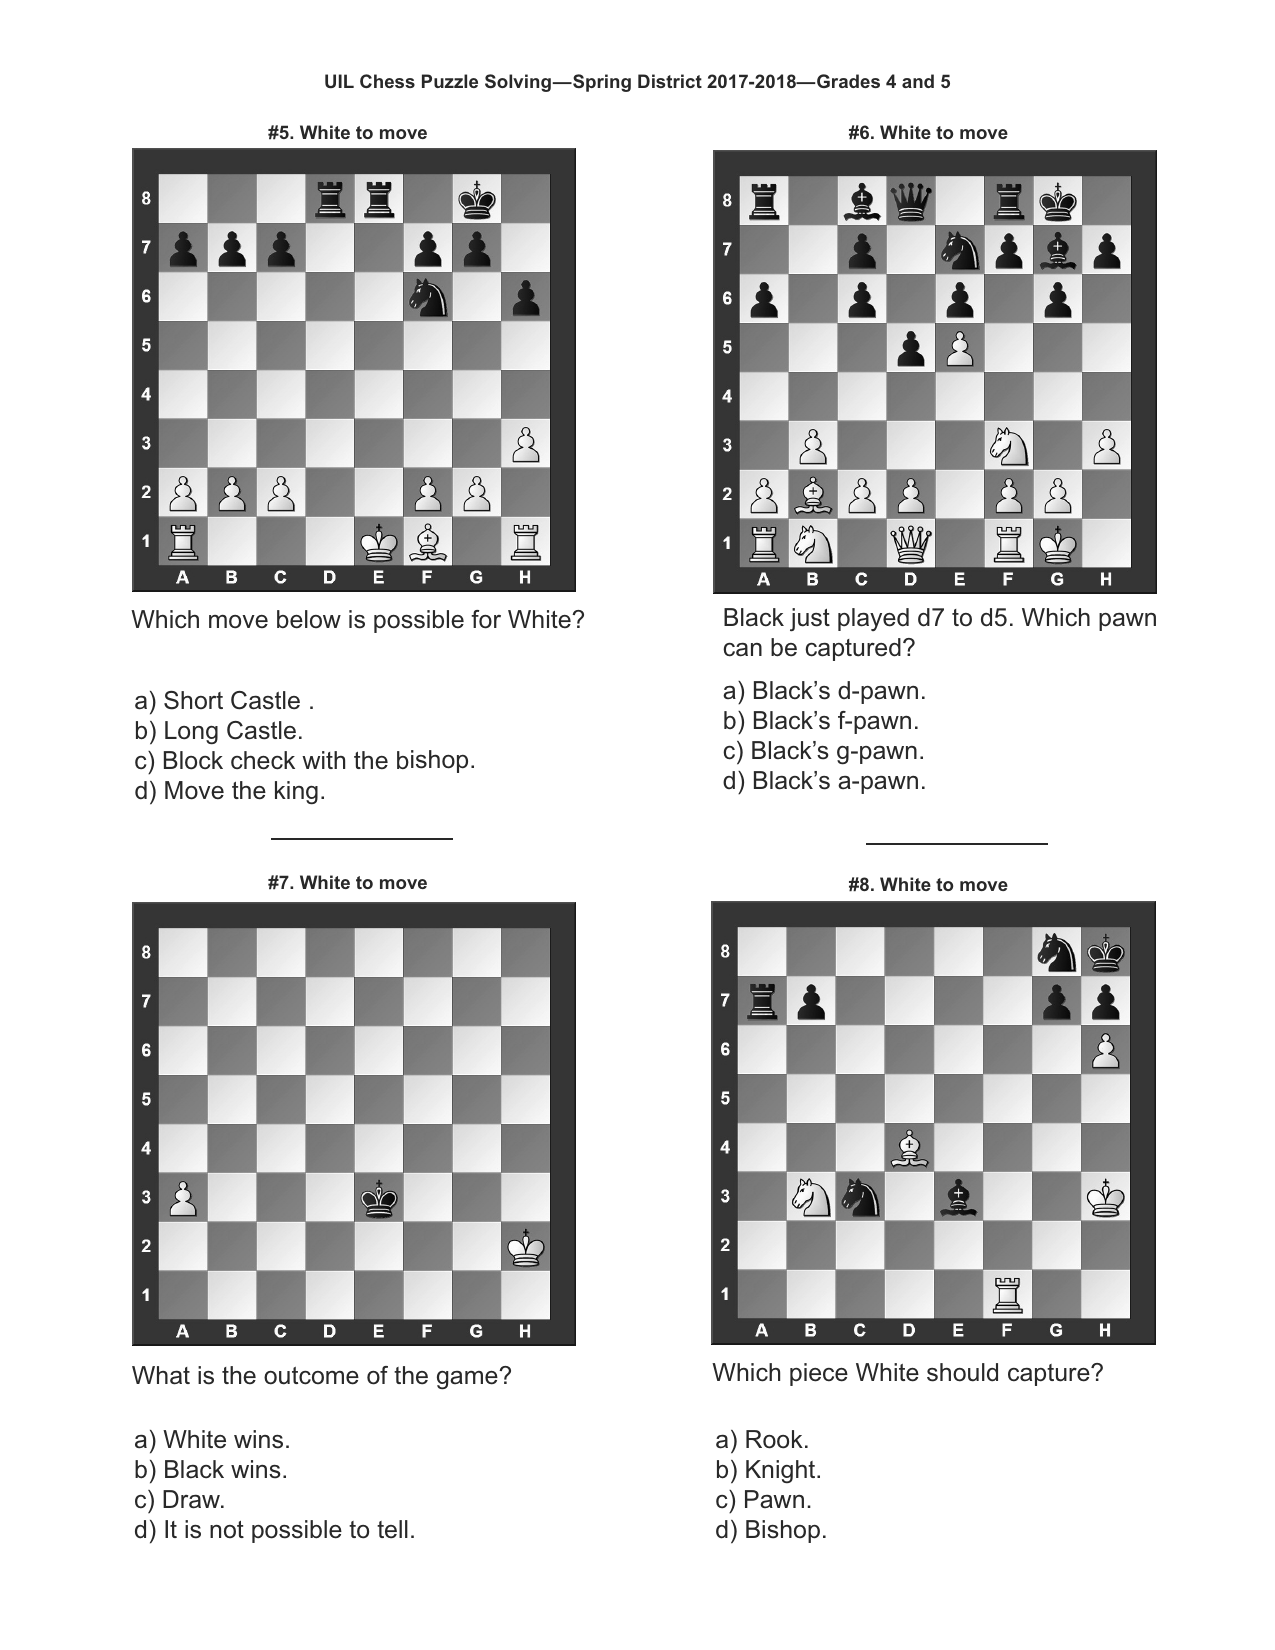 UIL Chess Puzzle Solving—Spring District 2017-2018—Grades 4 and 5
#5. White to move
8
7
6
5
4
3
2
1
A B C D E F G H
Which move below is possible for White?
a) Short Castle .
b) Long Castle.
c) Block check with the bishop.
d) Move the king.
#6. White to move
8
7
6
5
4
3
2
1
A B C D E F G H
Black just played d7 to d5. Which pawn
can be captured?
a) Black’s d-pawn.
b) Black’s f-pawn.
c) Black’s g-pawn.
d) Black’s a-pawn.
#7. White to move
8
7
6
5
4
3
2
1
A B C D E F G H
What is the outcome of the game?
a) White wins.
b) Black wins.
c) Draw.
d) It is not possible to tell.
#8. White to move
8
7
6
5
4
3
2
1
A B C D E F G H
Which piece White should capture?
a) Rook.
b) Knight.
c) Pawn.
d) Bishop.